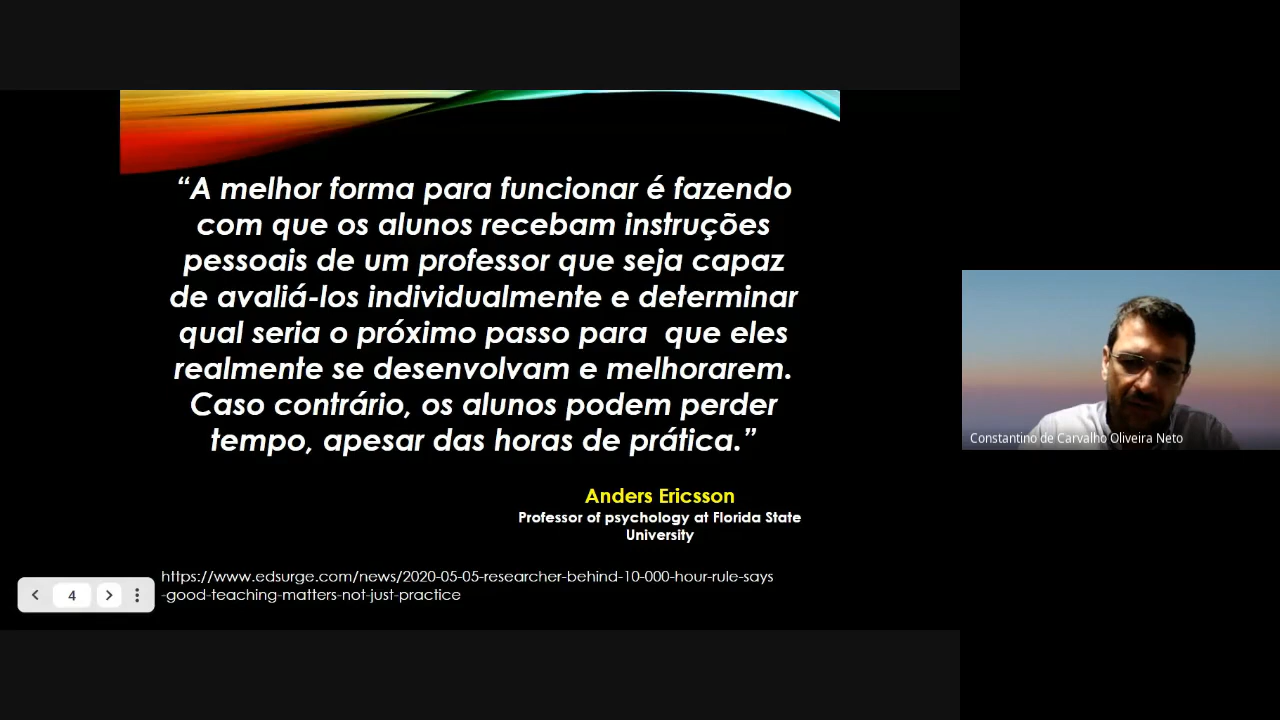 “A melhor forma para funcionar é fazendo
com que os alunos recebam instruções
pessoais de um professor que seja capaz
de avaliá-los individualmente e determinar
qual seria o próximo passo para  que eles
realmente se desenvolvam e melhorarem.
Caso contrário, os alunos podem perder
tempo, apesar das horas de prática.”
Anders Ericsson
Professor of psychology at Florida State
University
https://www.edsurge.com/news/2020-05-05-researcher-behind-10-000-hour-rule-says
-good-teaching-matters-not-just-practice
4
Constantino de Carvalho Oliveira Neto